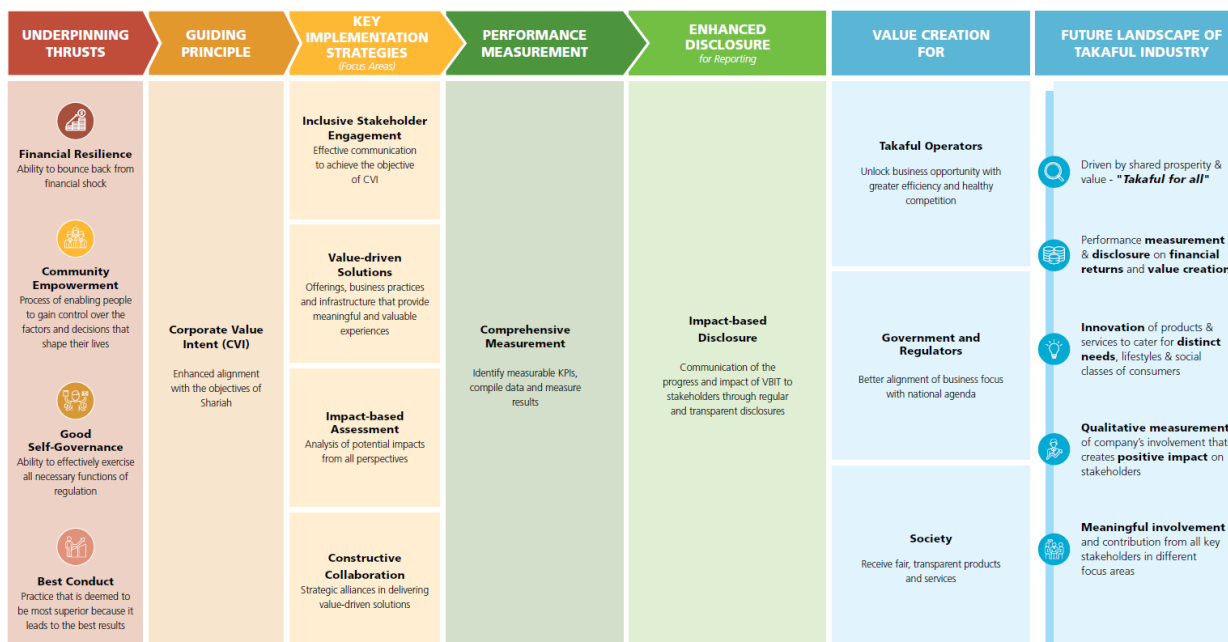 UNDERPINNING
THRUSTS
GUIDING
PRINCIPLE
KEY
IMPLEMENTATION
STRATEGIES
(Focus Areas)
PERFORMANCE
MEASUREMENT
ENHANCED
DISCLOSURE
for Reporting
VALUE CREATION
FOR
FUTURE LANDSCAPE OF
TAKAFUL INDUSTRY
Financial Resilience
Ability to bounce back from
financial shock
Community
Empowerment
Process of enabling people
to gain control over the
factors and decisions that
shape their lives
Good
Self-Governance
Ability to effectively exercise
all necessary functions of
regulation
Best Conduct
Practice that is deemed to
be most superior because it
leads to the best results
Corporate Value
Intent (CVI)
Enhanced alignment
with the objectives of
Shariah
Inclusive Stakeholder
Engagement
Effective communication
to achieve the objective
of CVI
Value-driven
Solutions
Offerings, business practices
and infrastructure that provide
meaningful and valuable
experiences
Impact-based
Assessment
Analysis of potential impacts
from all perspectives
Constructive
Collaboration
Strategic alliances in delivering
value-driven solutions
Comprehensive
Measurement
Identify measurable KPIs,
compile data and measure
results
Impact-based
Disclosure
Communication of the
progress and impact of VBIT to
stakeholders through regular
and transparent disclosures
Takaful Operators
Unlock business opportunity with
greater efficiency and healthy
competition
Government and
Regulators
Better alignment of business focus
with national agenda
Society
Receive fair, transparent products
and services
Driven by shared prosperity &
value - "Takaful for all"
Performance measurement
& disclosure on financial
returns and value creation
Innovation of products &
services to cater for distinct
needs, lifestyles & social
classes of consumers
Qualitative measurement
of company's involvement that
creates positive impact on
stakeholders
Meaningful involvement
and contribution from all key
stakeholders in different
focus areas